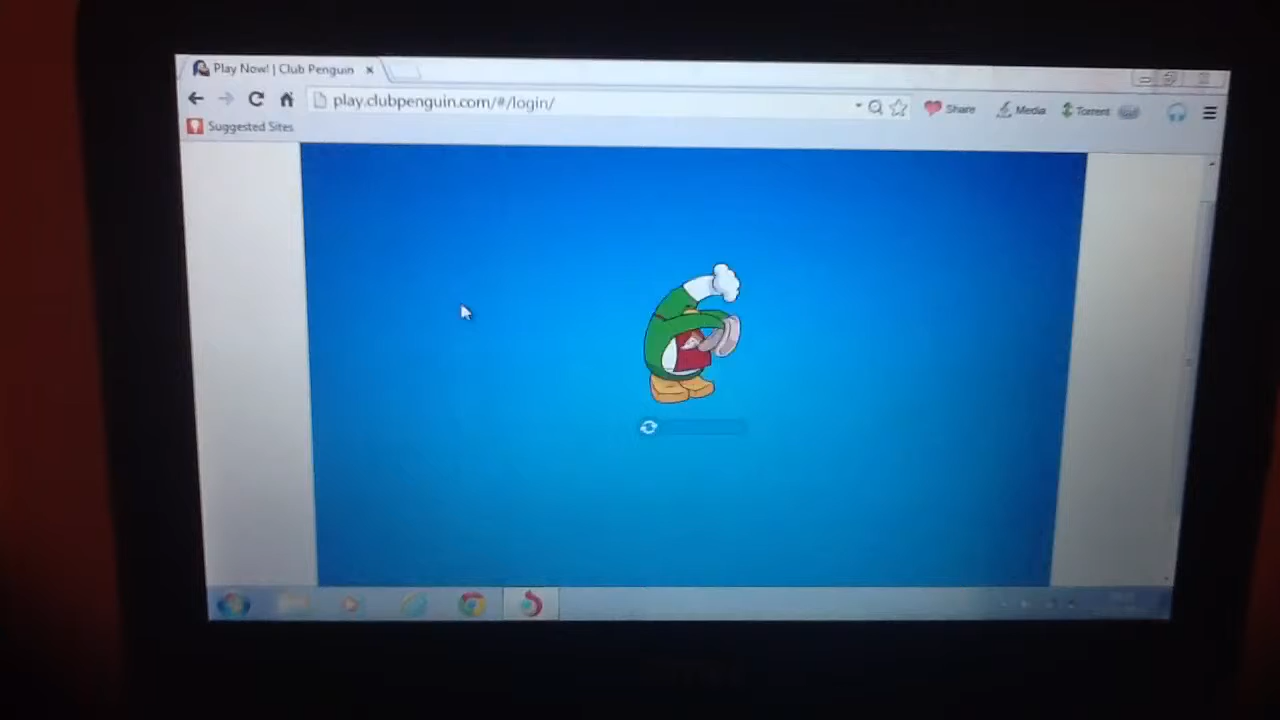 Play Now! | Club Penguin
play.clubpenguin.com/#/login/
Share
Media
Torrent
Suggested Sites